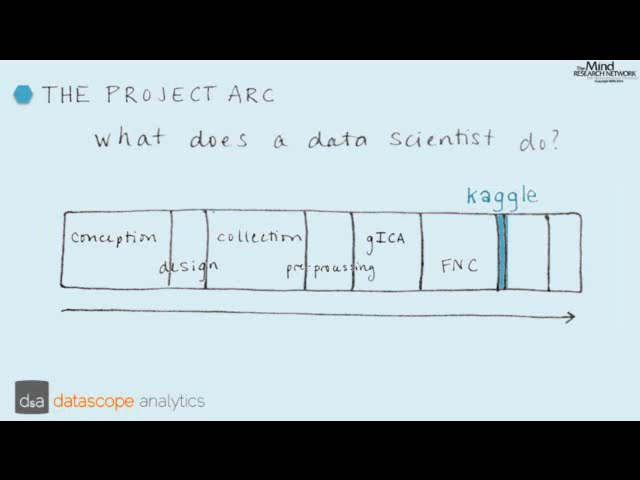 The Mind
RESEARCH NETWORK
THE PROJECT ARC
What does a data scientist do?
kaggle
conception
design
collection
pre-processing
gICA
FNC
dsa datascope analytics